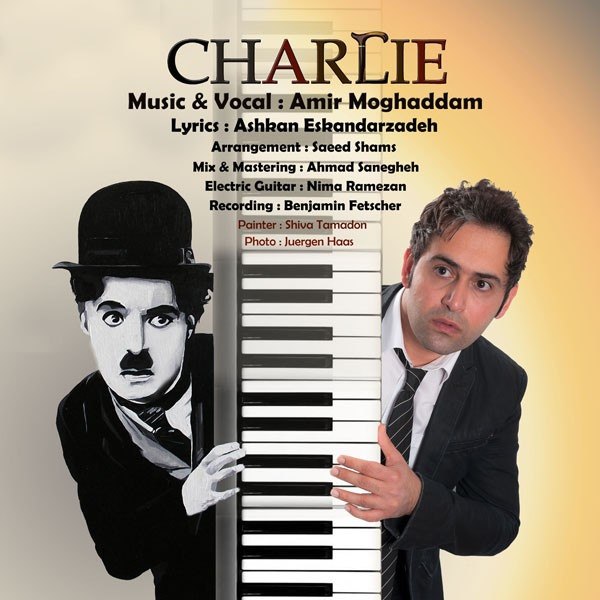 CHARLIE
Music & Vocal : Amir Moghaddam
Lyrics : Ashkan Eskandarzadeh
Arrangement : Saeed Shams
Mix & Mastering : Ahmad Sanegheh
Electric Guitar : Nima Ramezan
Recording : Benjamin Fetscher
Painter : Shiva Tamadon
Photo : Juergen Haas